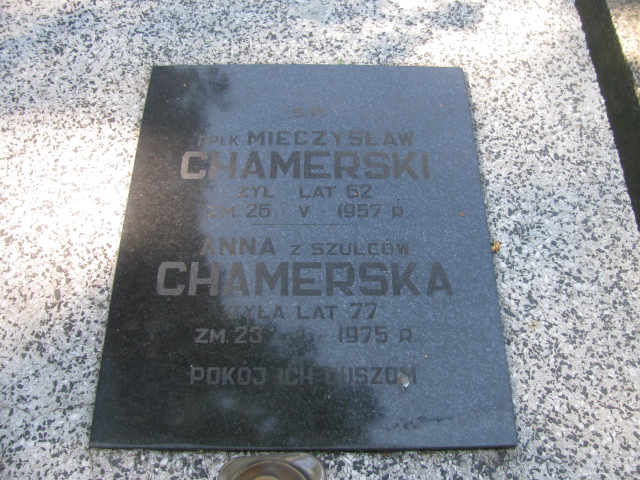 Ś.P.
PPŁK MIECZYSŁAW
CHAMERSKI
ŻYŁ LAT 62
ZM. 26 · V · 1957 R
ANNA Z SZULCÓW
CHAMERSKA
ŻYŁA LAT 77
ZM. 23 · I · 1975 R
POKÓJ ICH DUSZOM